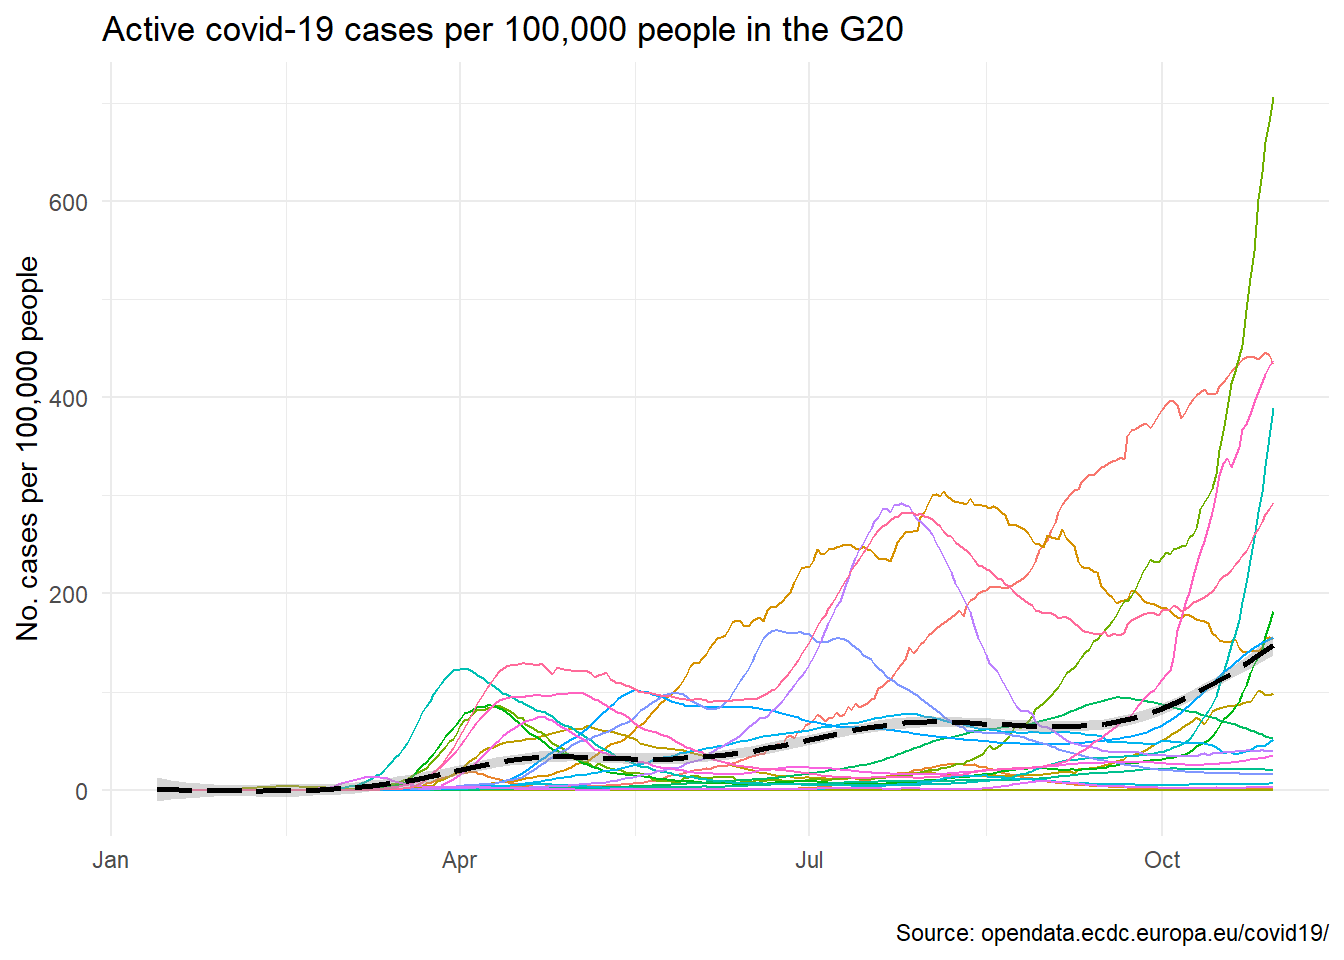 Active covid-19 cases per 100,000 people in the G20
No. cases per 100,000 people
600
400
200
0
Jan
Apr
Jul
Oct
Source: opendata.ecdc.europa.eu/covid19/